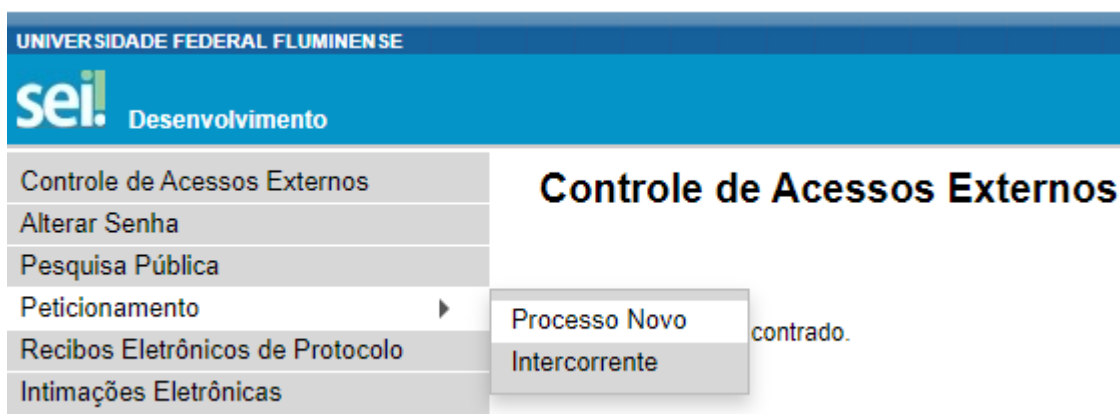 UNIVERSIDADE FEDERAL FLUMINENSE
sei!
Desenvolvimento
Controle de Acessos Externos
Alterar Senha
Pesquisa Pública
Peticionamento
Recibos Eletrônicos de Protocolo
Intimações Eletrônicas
Processo Novo
Intercorrente
Controle de Acessos Externos
contrado.